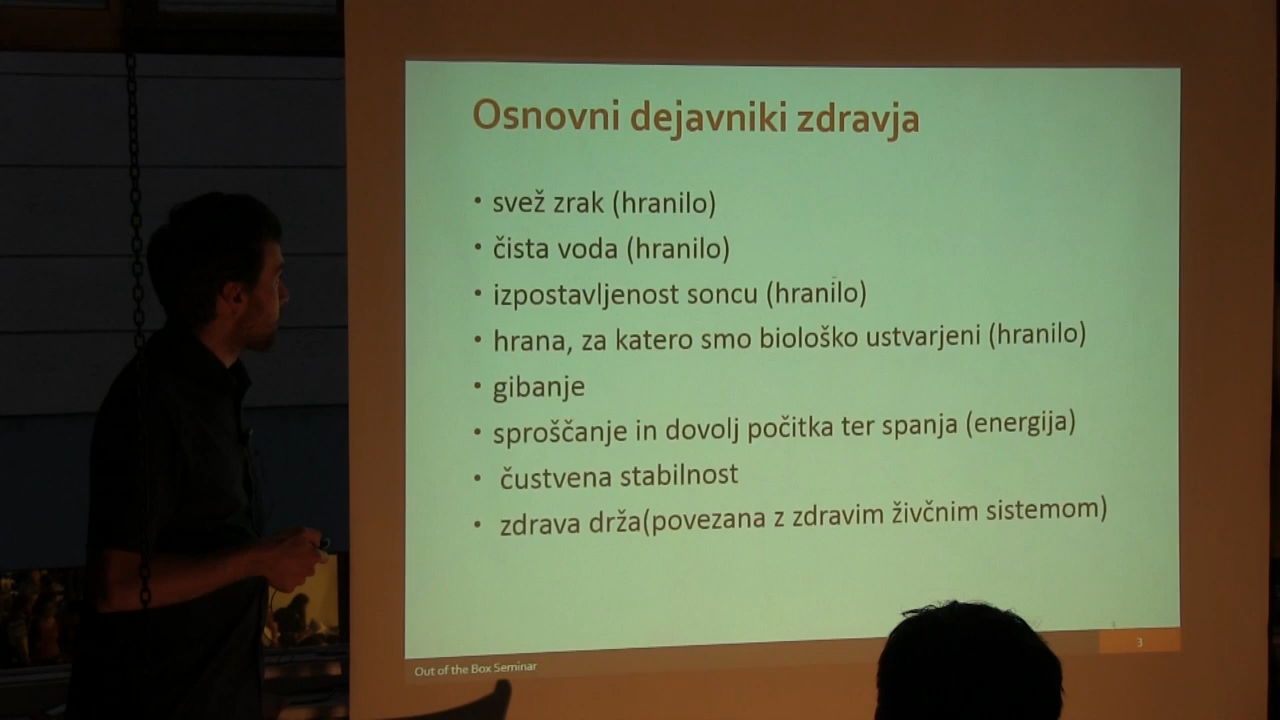 Osnovni dejavniki zdravja
• svež zrak (hranilo)
• čista voda (hranilo)
• izpostavljenost soncu (hranilo)
• hrana, za katero smo biološko ustvarjeni (hranilo)
• gibanje
• sproščanje in dovolj počitka ter spanja (energija)
• čustvena stabilnost
• zdrava drža(povezana z zdravim živčnim sistemom)
Out of the Box Seminar
3